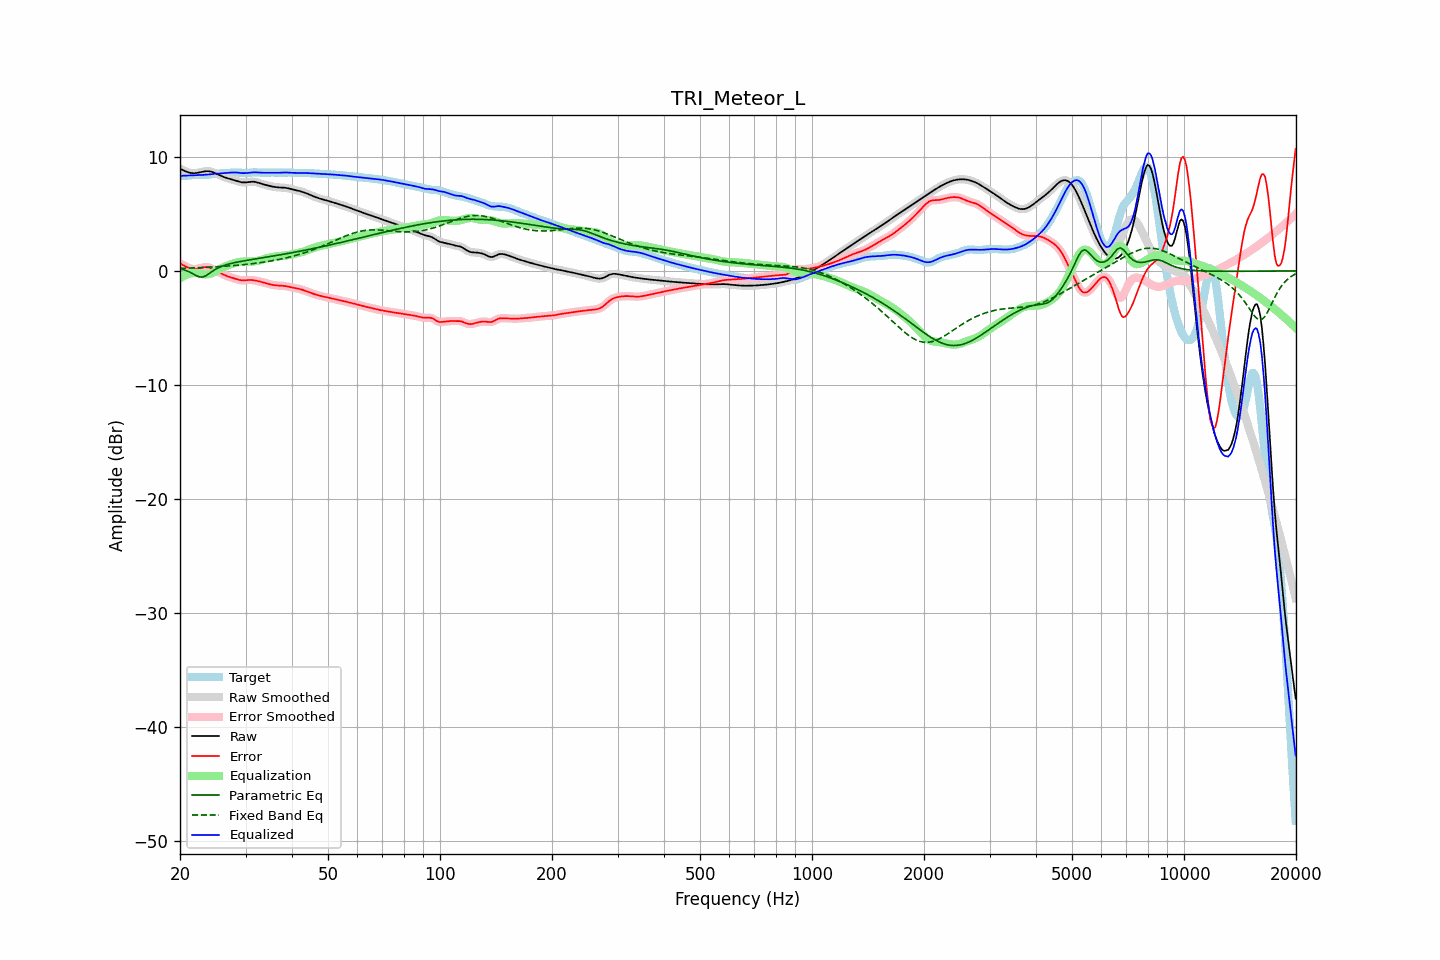 TRI_Meteor_L
10
0
−10
−20
−30
−40
−50
Amplitude (dBr)
Target
Raw Smoothed
Error Smoothed
Raw
Error
Equalization
Parametric Eq
Fixed Band Eq
Equalized
20 50 100 200 500 1000 2000 5000 10000 20000
Frequency (Hz)